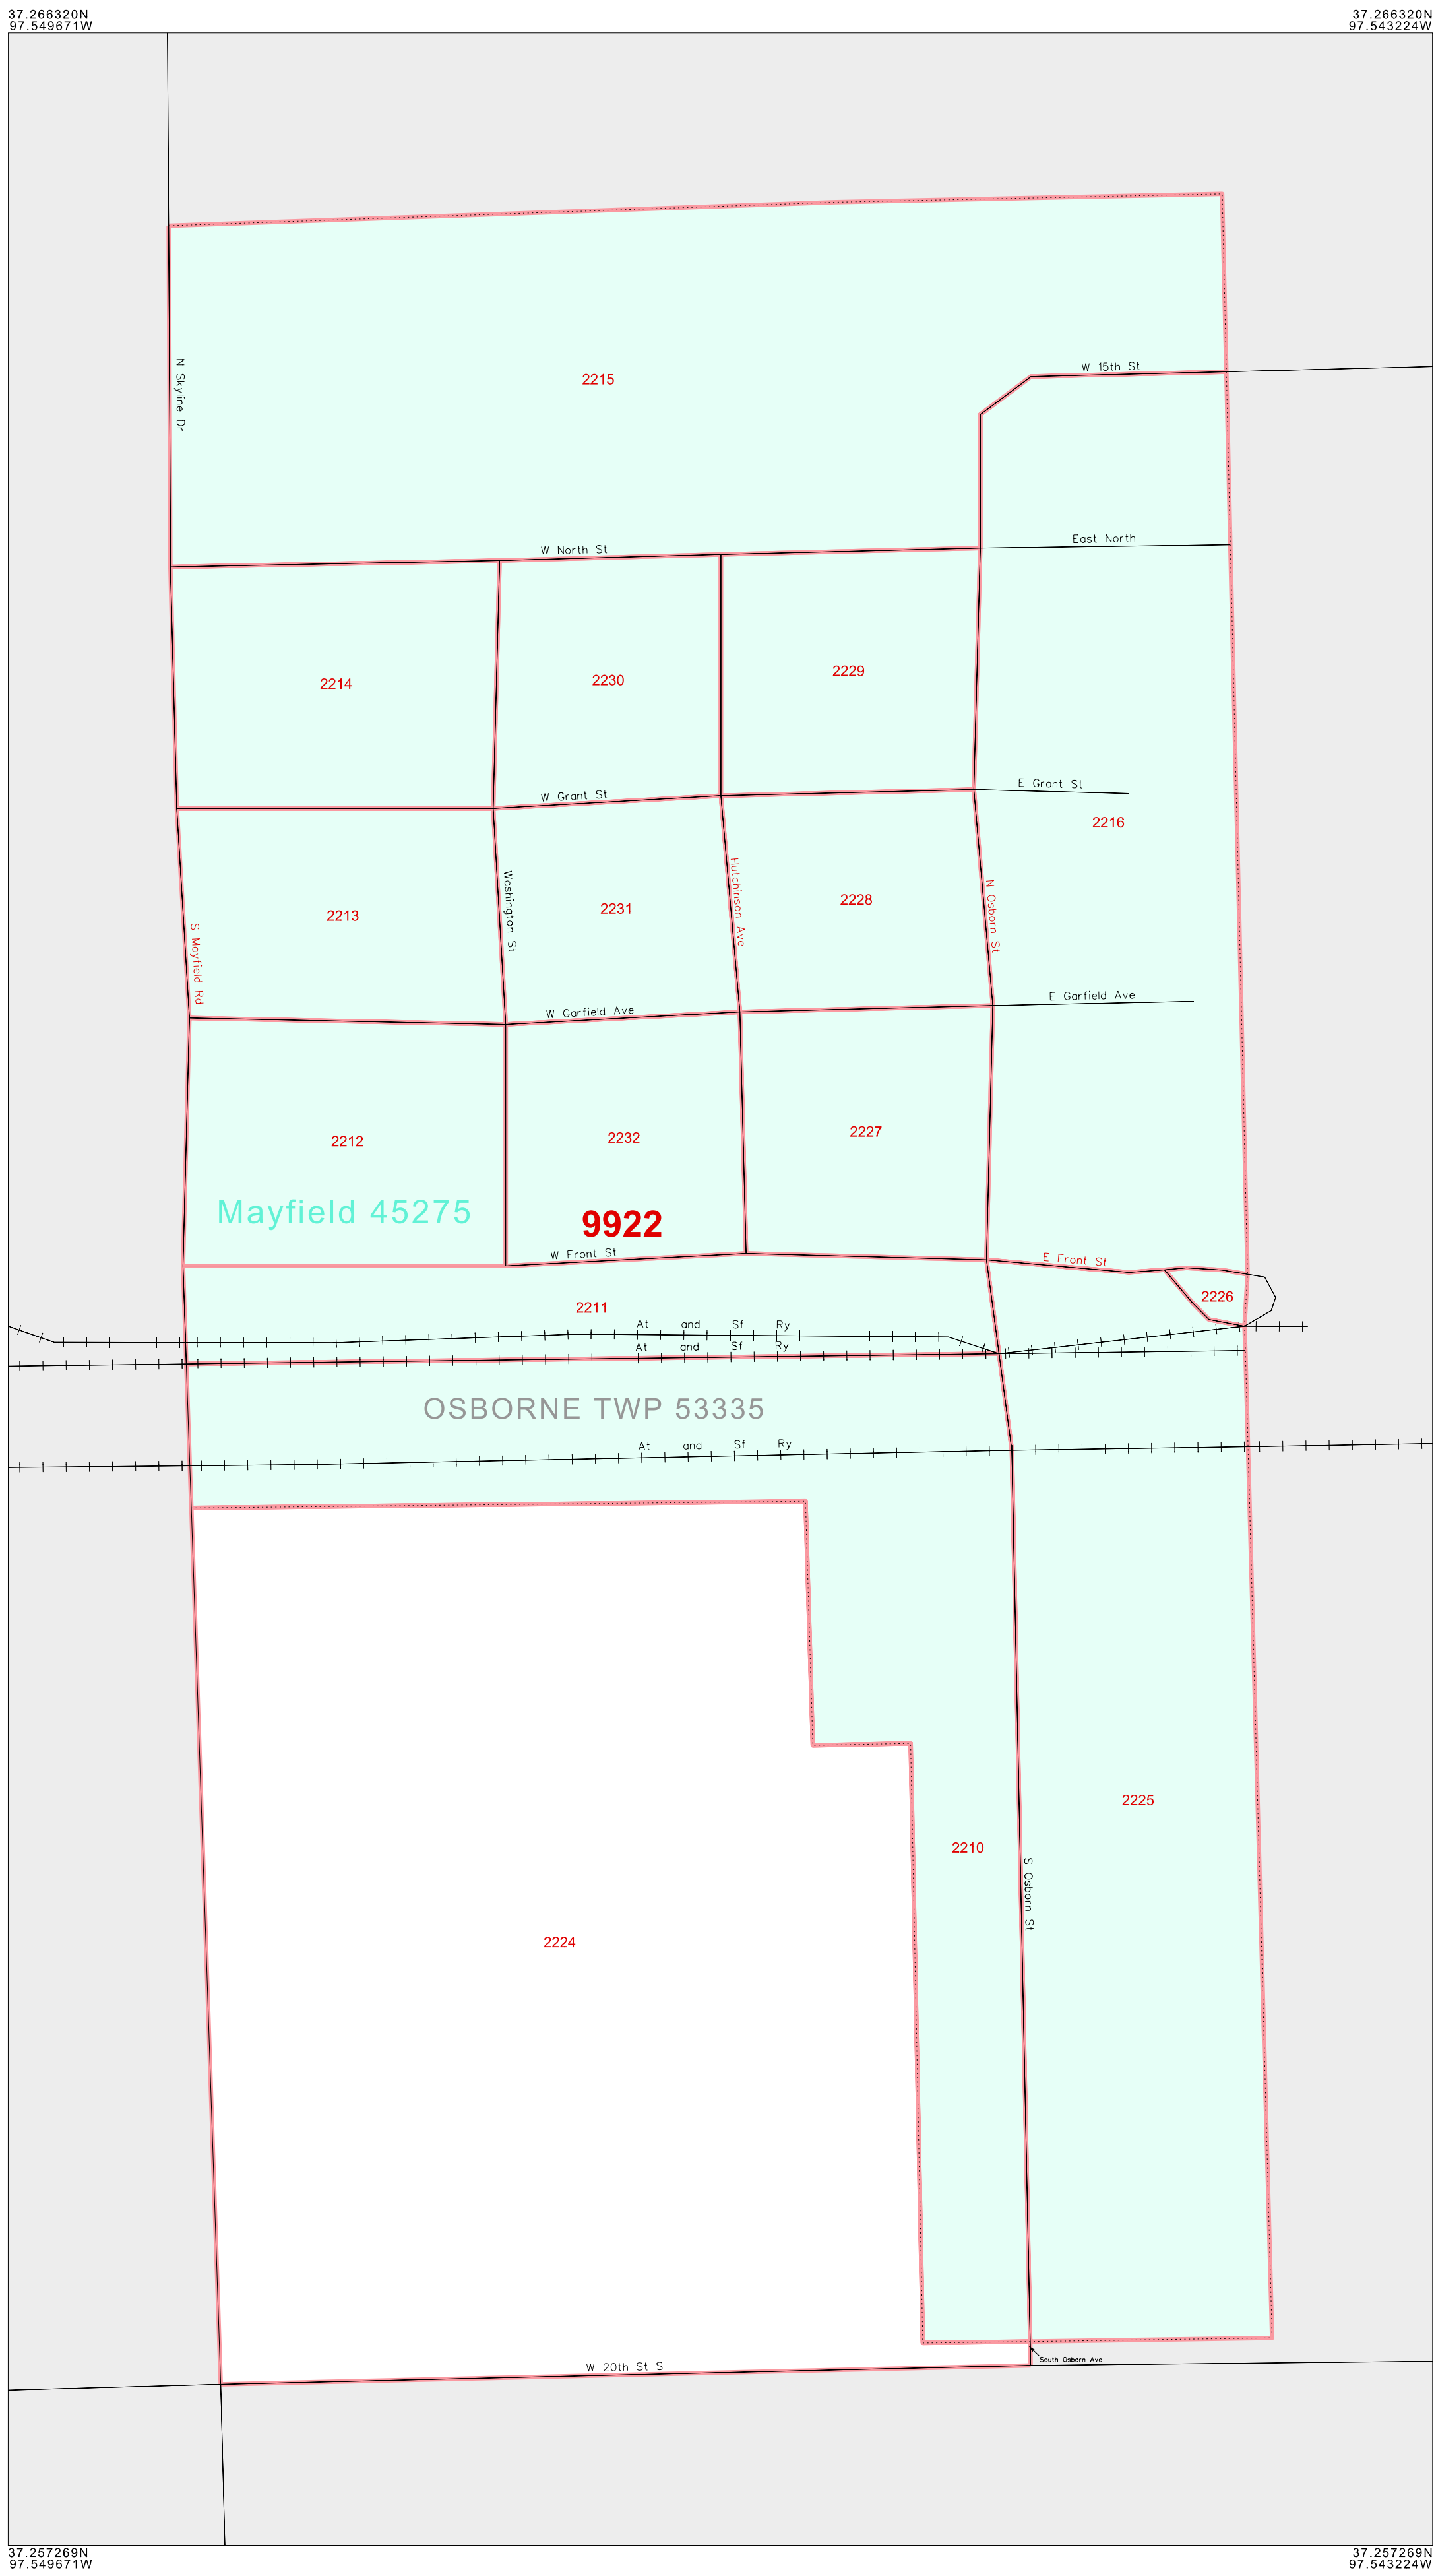 37.266320N
97.549671W
37.266320N
97.543224W
N Skyline Dr
2215
W 15th St
W North St
East North
2214
2230
2229
W Grant St
E Grant St
2216
S Mayfield Rd
2213
Washington St
2231
Hutchinson Ave
2228
N Osborn St
W Garfield Ave
E Garfield Ave
2212
2232
2227
Mayfield 45275
9922
W Front St
E Front St
2211
2226
At and Sf Ry
At and Sf Ry
OSBORNE TWP 53335
At and Sf Ry
2225
2210
S Osborn St
2224
W 20th St S
South Osborn Ave
37.257269N
97.549671W
37.257269N
97.543224W